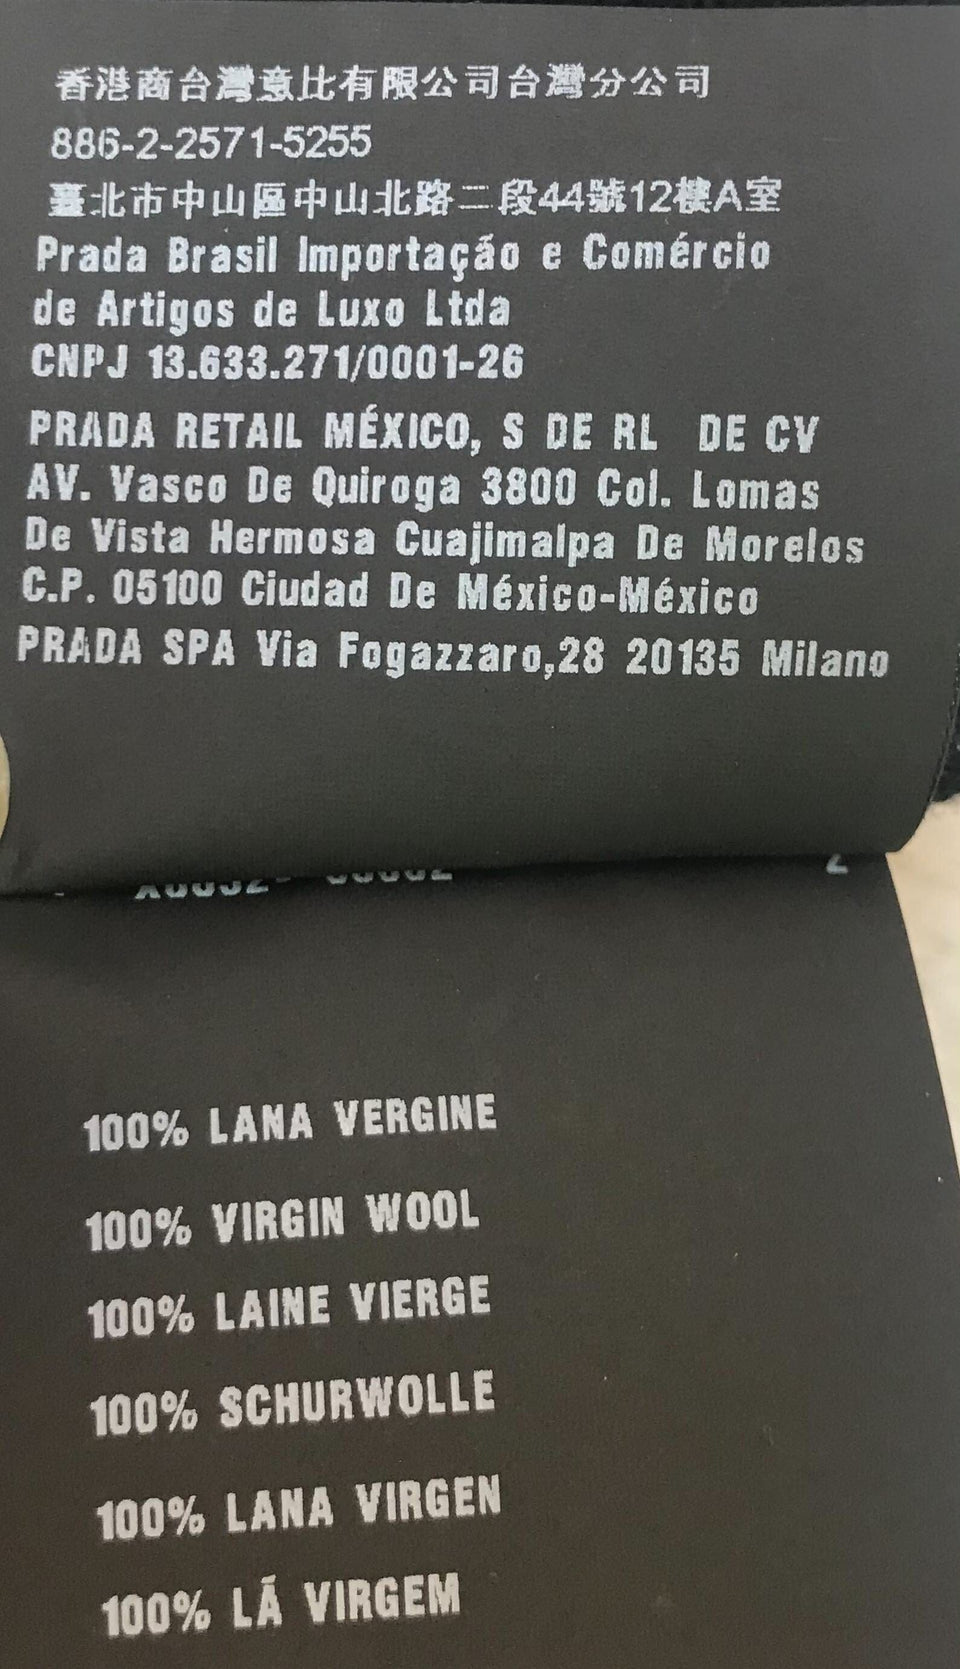 香港商台灣意比有限公司台灣分公司
886-2-2571-5255
臺北市中山區中山北路二段44號12樓A室
Prada Brasil Importação e Comércio
de Artigos de Luxo Ltda
CNPJ 13.633.271/0001-26
PRADA RETAIL MÉXICO, S DE RL DE CV
AV. Vasco De Quiroga 3800 Col. Lomas
De Vista Hermosa Cuajimalpa De Morelos
C.P. 05100 Ciudad De México-México
PRADA SPA Via Fogazzaro,28 20135 Milano
100% LANA VERGINE
100% VIRGIN WOOL
100% LAINE VIERGE
100% SCHURWOLLE
100% LANA VIRGEN
100% LÃ VIRGEM